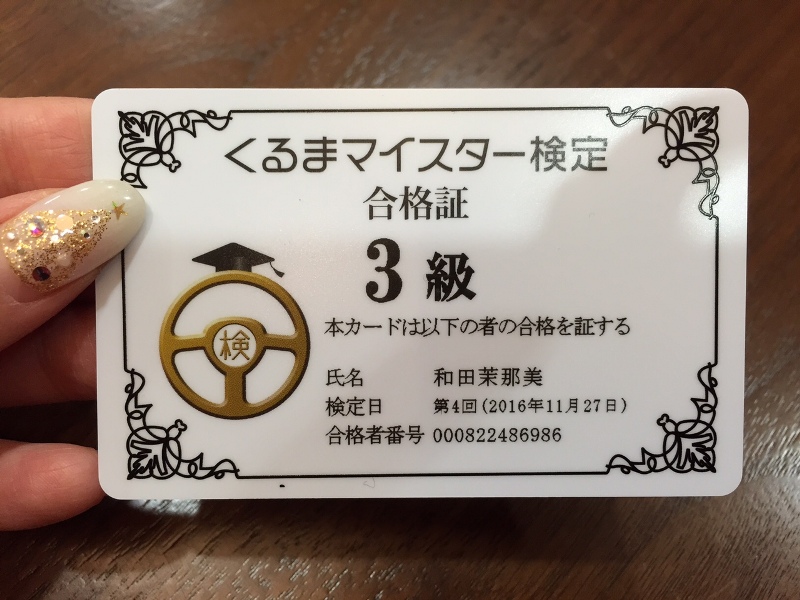 くるまマイスター検定
合格証
3級
検
本カードは以下の者の合格を証する
氏名 和田茉那美
検定日 第4回(2016年11月27日)
合格者番号 000822486986